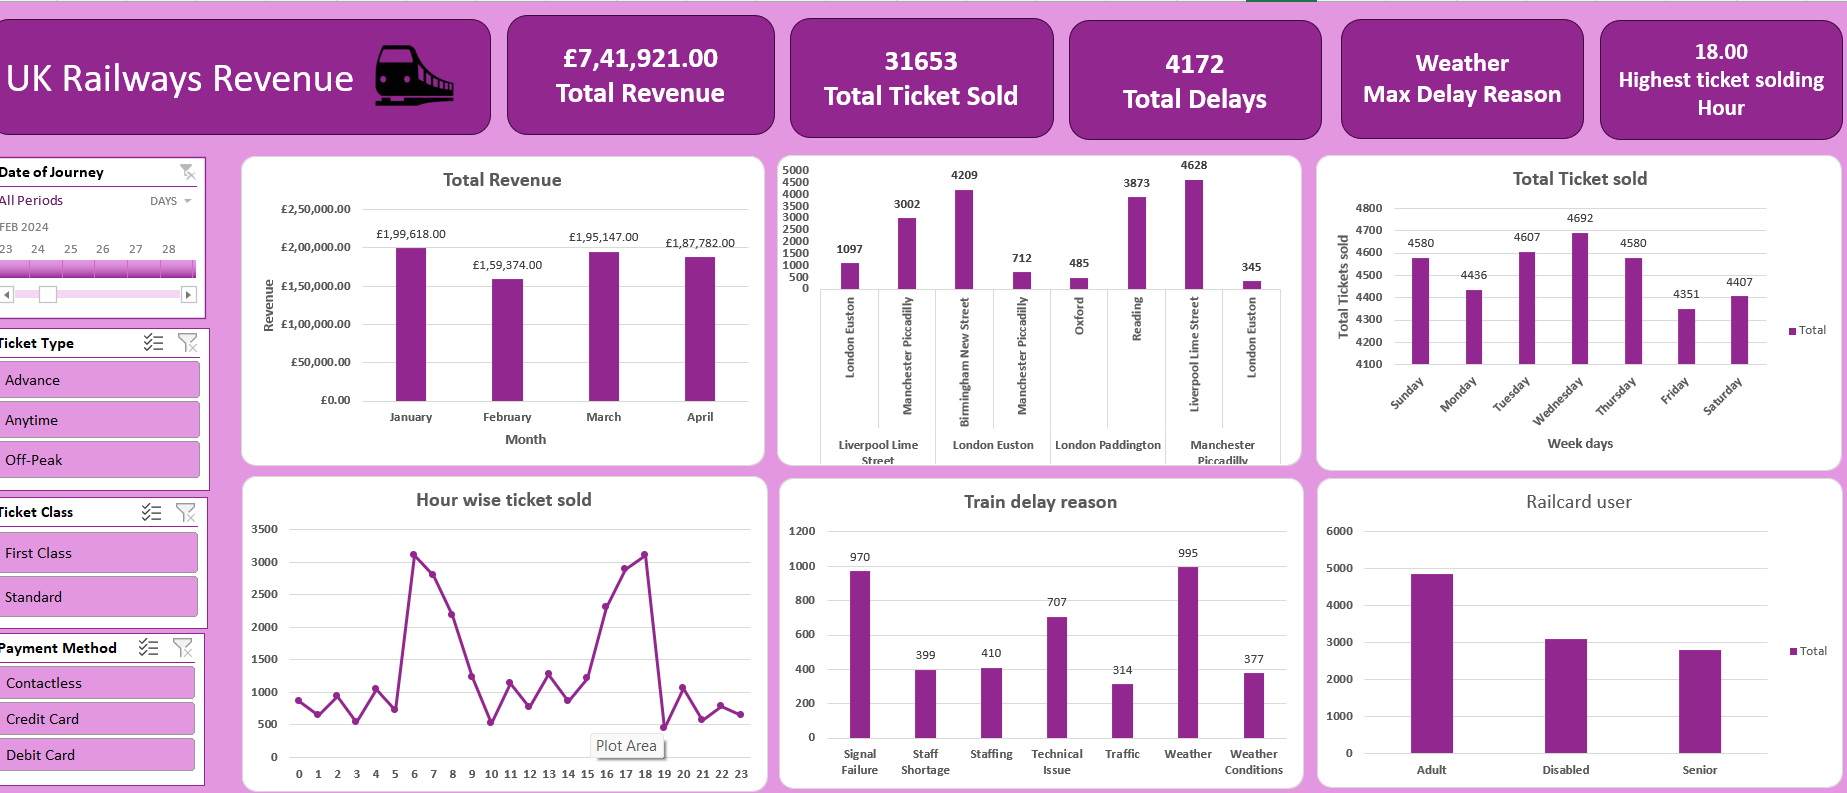 UK Railways Revenue
£7,41,921.00
Total Revenue
31653
Total Ticket Sold
4172
Total Delays
Weather
Max Delay Reason
18.00
Highest ticket solding
Hour
Date of Journey
All Periods
DAYS
FEB 2024
23 24 25 26 27 28
Ticket Type
Advance
Anytime
Off-Peak
Ticket Class
First Class
Standard
Payment Method
Contactless
Credit Card
Debit Card
Total Revenue
£2,50,000.00
£2,00,000.00
£1,50,000.00
£1,00,000.00
£50,000.00
£0.00
Revenue
£1,99,618.00
£1,59,374.00
£1,95,147.00
£1,87,782.00
January February March April
Month
5000
4500
4000
3500
3000
2500
2000
1500
1000
500
0
1097
3002
4209
712
485
3873
4628
345
London Euston
Manchester Piccadilly
Birmingham New Street
Manchester Piccadilly
Oxford
Reading
Liverpool Lime Street
London Euston
Liverpool Lime
Street
London Euston
London Paddington
Manchester
Piccadilly
Total Ticket sold
4800
4700
4600
4500
4400
4300
4200
4100
Total Tickets sold
4580
4436
4607
4692
4580
4351
4407
Sunday
Monday
Tuesday
Wednesday
Thursday
Friday
Saturday
Week days
Total
Hour wise ticket sold
3500
3000
2500
2000
1500
1000
500
0
0 1 2 3 4 5 6 7 8 9 10 11 12 13 14 15 16 17 18 19 20 21 22 23
Plot Area
Train delay reason
1200
1000
800
600
400
200
0
970
399
410
707
314
995
377
Signal
Failure
Staff
Shortage
Staffing
Technical
Issue
Traffic
Weather
Weather
Conditions
Railcard user
6000
5000
4000
3000
2000
1000
0
Adult Disabled Senior
Total